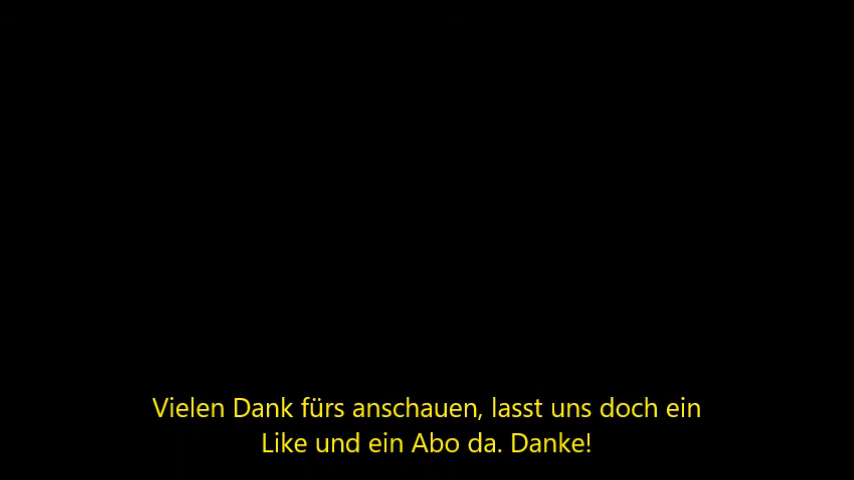 Vielen Dank fürs anschauen, lasst uns doch ein
Like und ein Abo da. Danke!